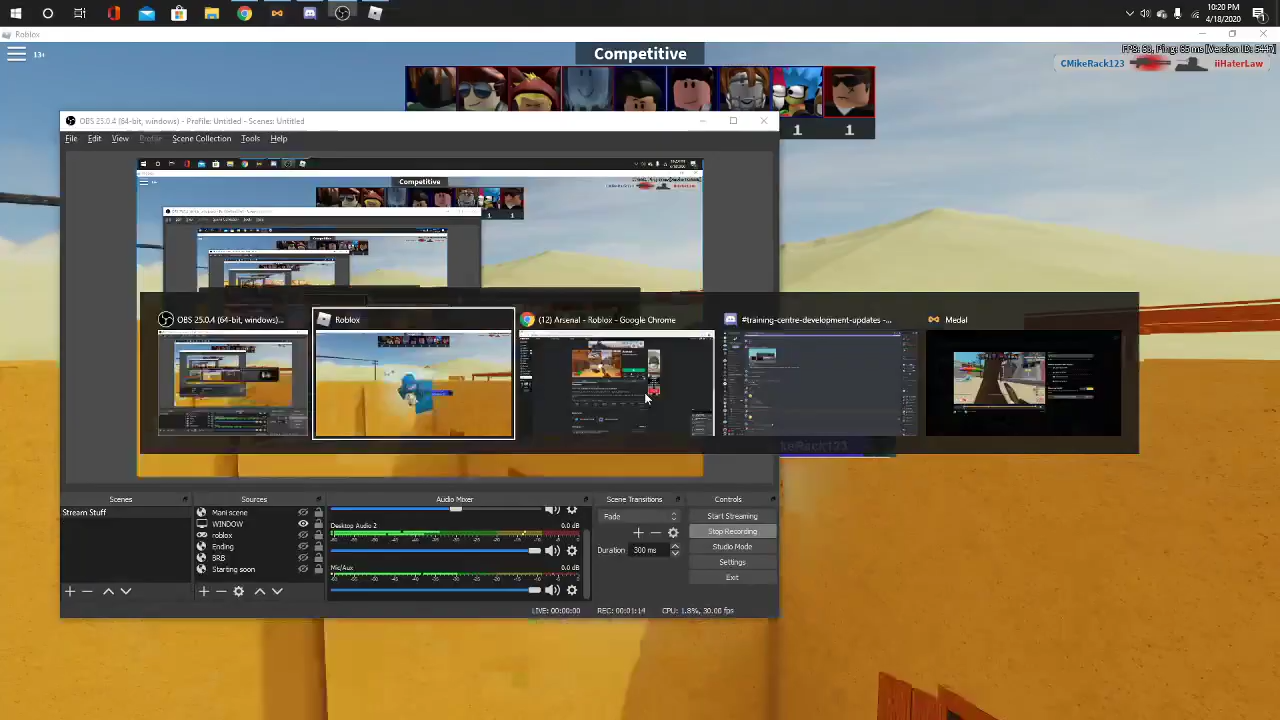 10:20 PM
4/18/2020
Roblox
13+
Competitive
CMikeRack123
iiHaterLaw
1
1
OBS 25.0.4 (64-bit, windows) - Profile: Untitled - Scenes: Untitled
File Edit View Profile Scene Collection Tools Help
Competitive
OBS 25.0.4 (64-bit, windows)...
Roblox
(12) Arsenal - Roblox - Google Chrome
#training-centre-development-updates -...
Medal
Scenes
Sources
Audio Mixer
Scene Transitions
Controls
Stream Stuff
Mani scene
WINDOW
roblox
Ending
BRB
Starting soon
Desktop Audio 2
0.0 dB
Mic/Aux
0.0 dB
Fade
Duration 300 ms
Start Streaming
Stop Recording
Studio Mode
Settings
Exit
LIVE: 00:00:00
REC: 00:01:14
CPU: 1.8%, 30.00 fps